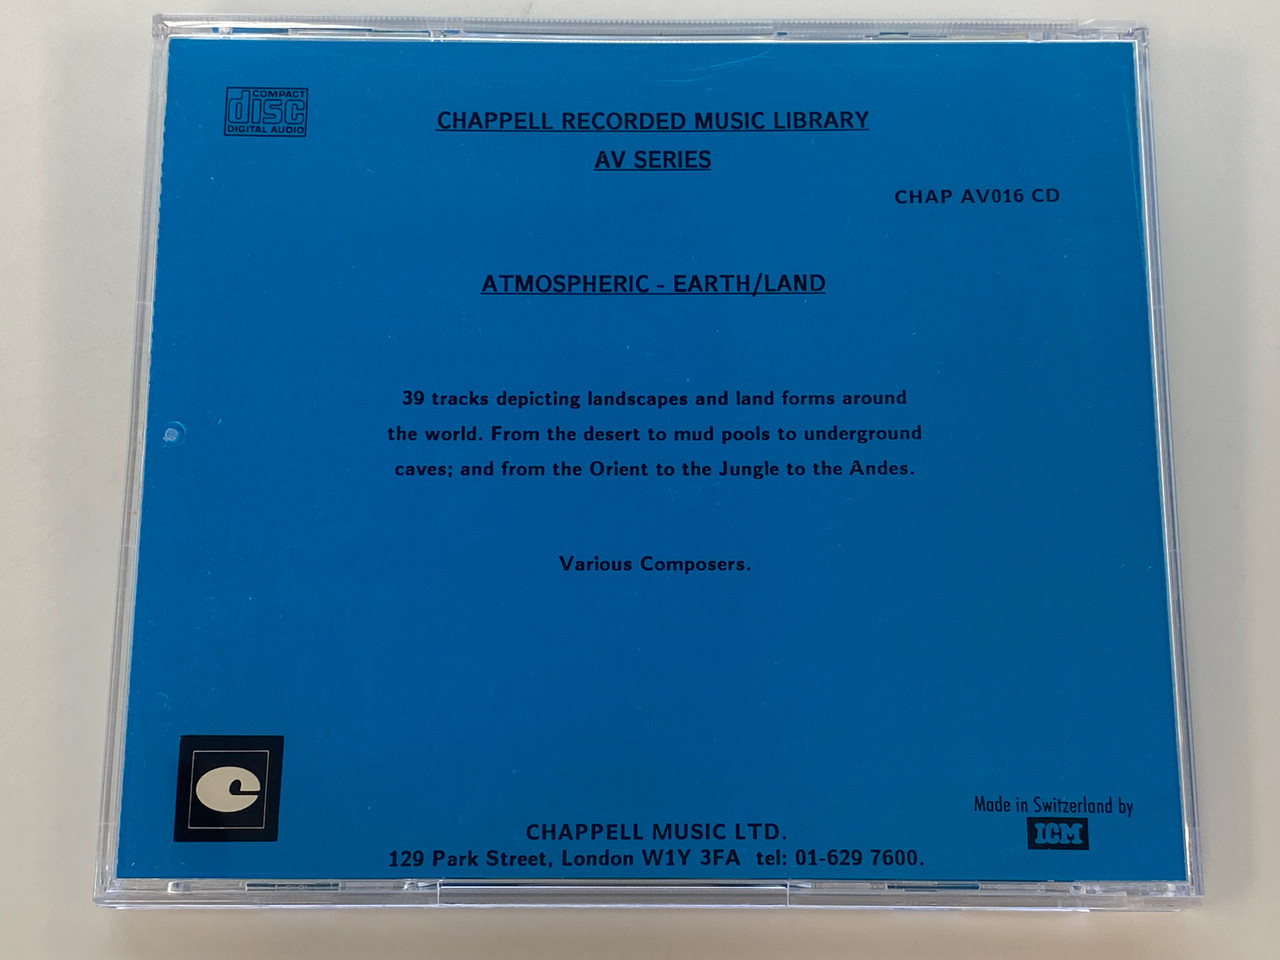 COMPACT
disc
DIGITAL AUDIO
CHAPPELL RECORDED MUSIC LIBRARY
AV SERIES
CHAP AV016 CD
ATMOSPHERIC - EARTH/LAND
39 tracks depicting landscapes and land forms around
the world. From the desert to mud pools to underground
caves; and from the Orient to the Jungle to the Andes.
Various Composers.
Made in Switzerland by
ICM
CHAPPELL MUSIC LTD.
129 Park Street, London W1Y 3FA tel: 01-629 7600.